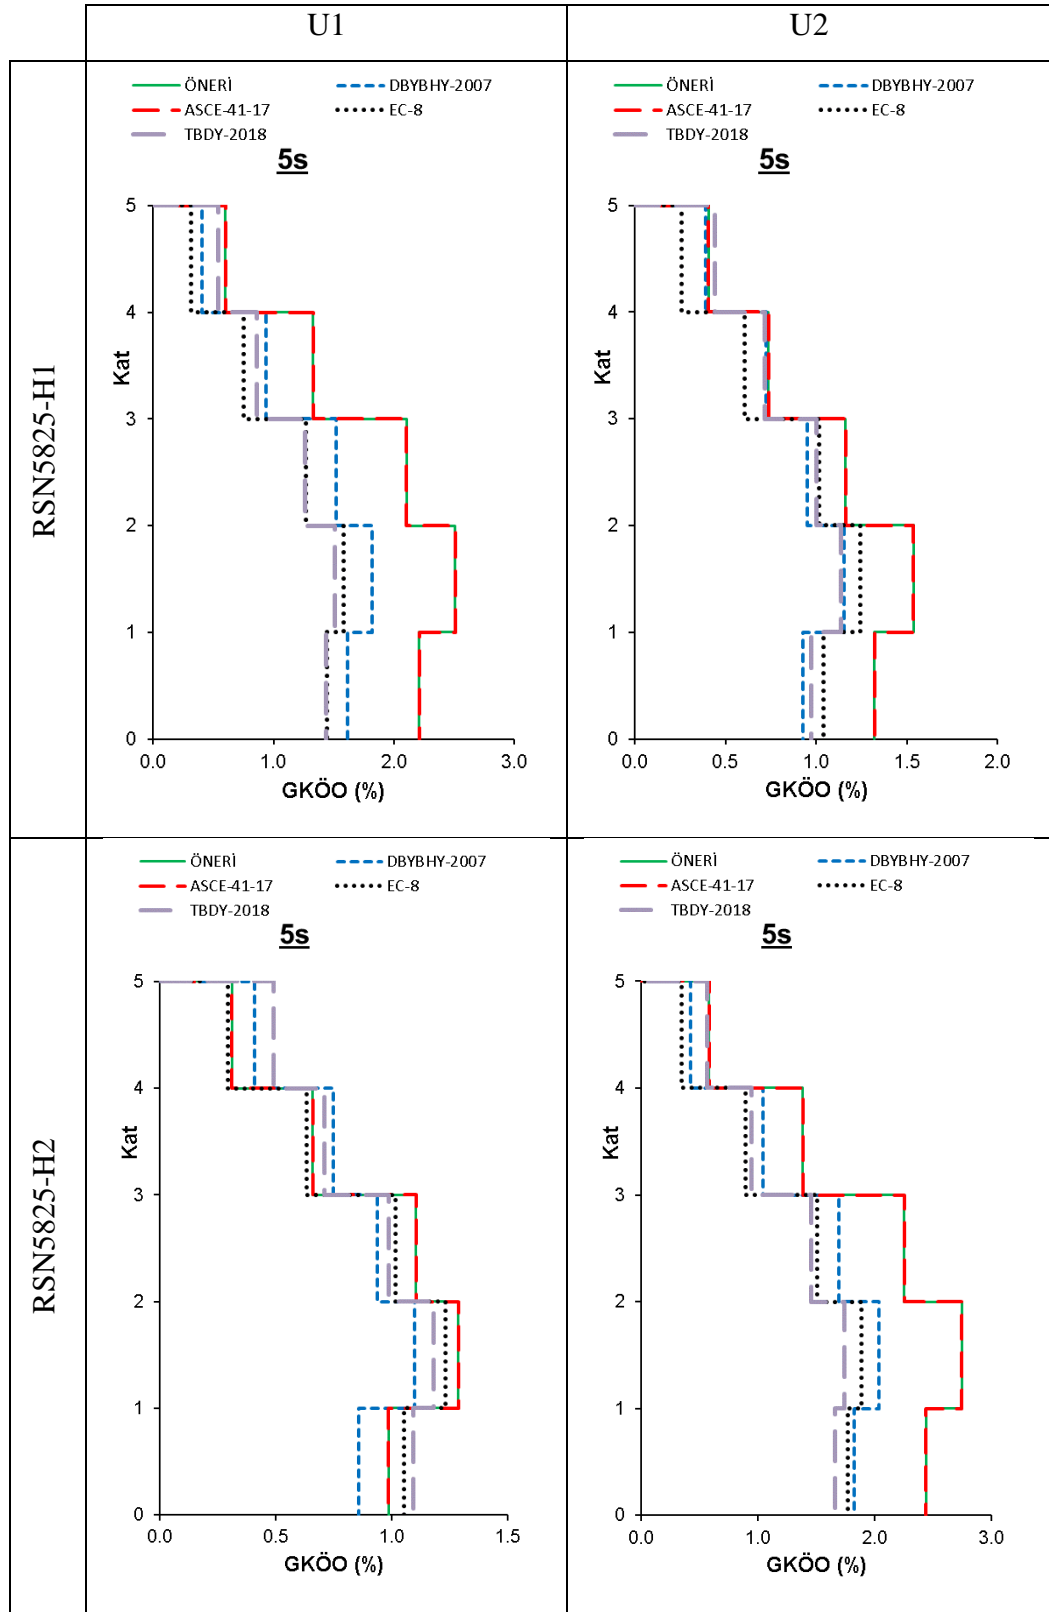 U1 U2
RSN5825-H1
ÖNERİ DBYBHY-2007
ASCE-41-17 EC-8
TBDY-2018
5s
5
4
3
2
1
0
Kat
0.0 1.0 2.0 3.0
GKÖO (%)
ÖNERİ DBYBHY-2007
ASCE-41-17 EC-8
TBDY-2018
5s
5
4
3
2
1
0
Kat
0.0 0.5 1.0 1.5 2.0
GKÖO (%)
RSN5825-H2
ÖNERİ DBYBHY-2007
ASCE-41-17 EC-8
TBDY-2018
5s
5
4
3
2
1
0
Kat
0.0 0.5 1.0 1.5
GKÖO (%)
ÖNERİ DBYBHY-2007
ASCE-41-17 EC-8
TBDY-2018
5s
5
4
3
2
1
0
Kat
0.0 1.0 2.0 3.0
GKÖO (%)